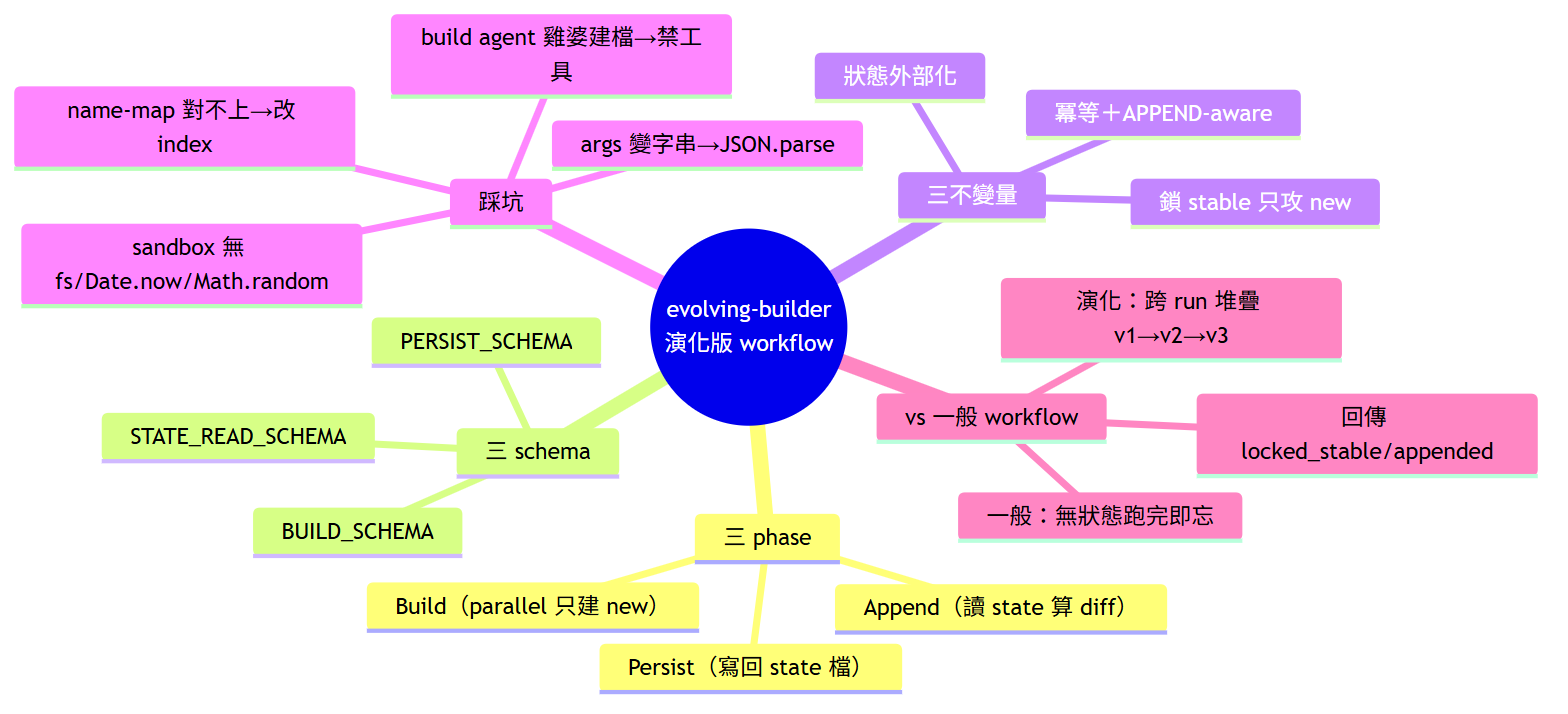 evolving-builder
演化版 workflow
踩坑
build agent 雞婆建檔→禁工
具
name-map 對不上→改
index
args 變字串→JSON.parse
sandbox 無
fs/Date.now/Math.random
三不變量
狀態外部化
冪等＋APPEND-aware
鎖 stable 只攻 new
vs 一般 workflow
演化：跨 run 堆疊
v1→v2→v3
回傳
locked_stable/appended
一般：無狀態跑完即忘
三 schema
PERSIST_SCHEMA
STATE_READ_SCHEMA
BUILD_SCHEMA
三 phase
Build（parallel 只建 new）
Append（讀 state 算 diff）
Persist（寫回 state 檔）